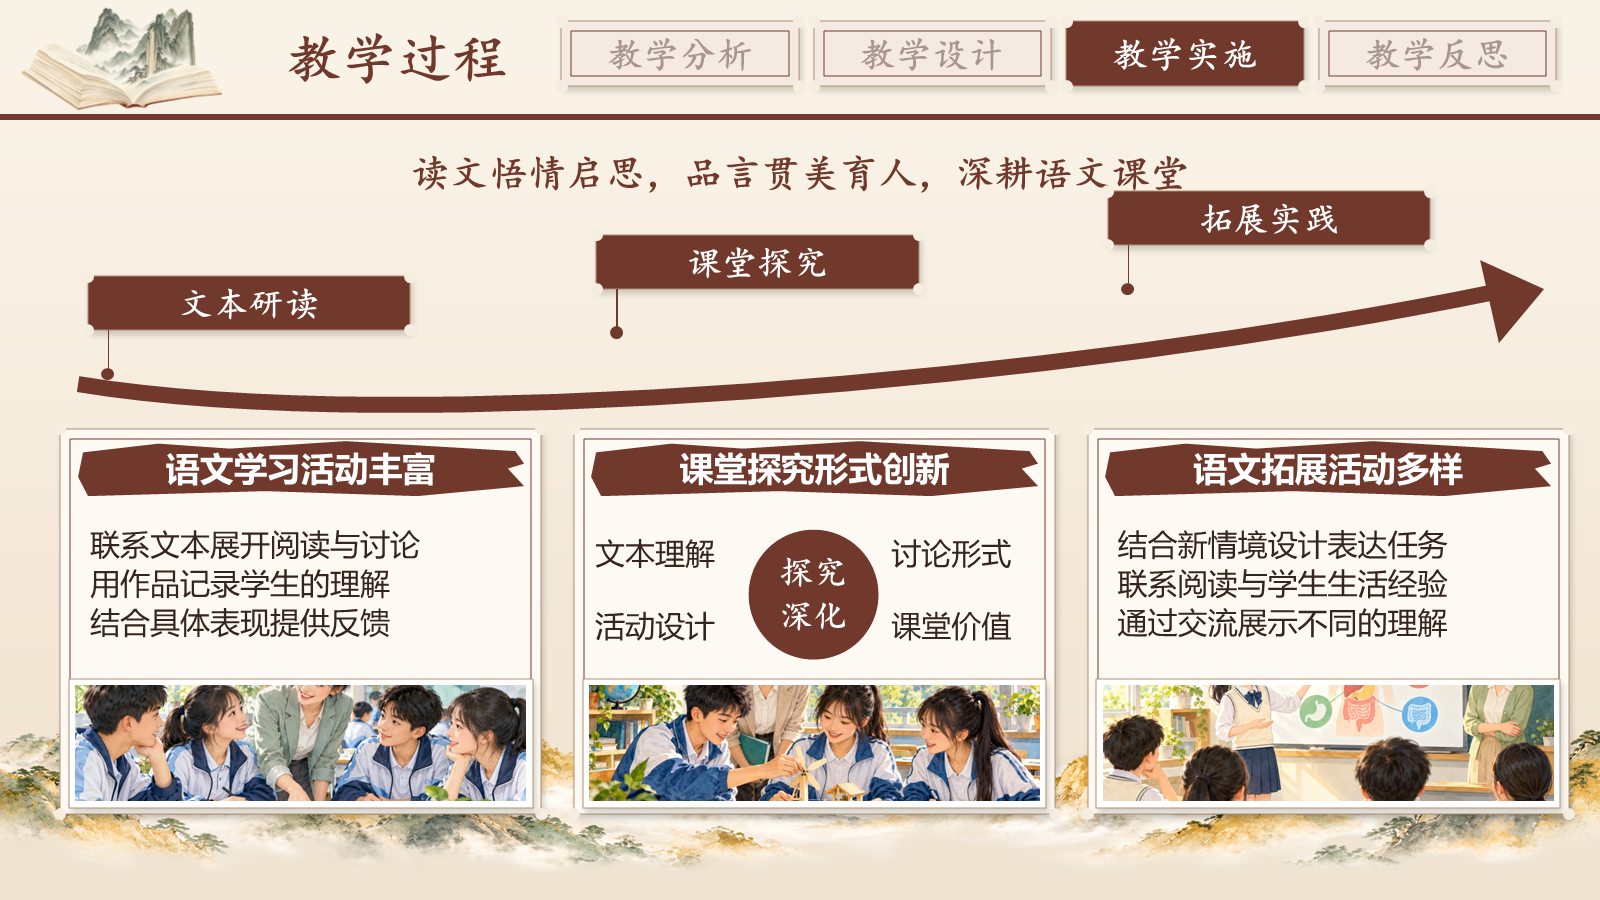 教学过程
教学分析
教学设计
教学实施
教学反思
读文悟情启思，品言贯美育人，深耕语文课堂
文本研读
课堂探究
拓展实践
语文学习活动丰富
联系文本展开阅读与讨论
用作品记录学生的理解
结合具体表现提供反馈
课堂探究形式创新
文本理解
活动设计
探究
深化
讨论形式
课堂价值
语文拓展活动多样
结合新情境设计表达任务
联系阅读与学生生活经验
通过交流展示不同的理解